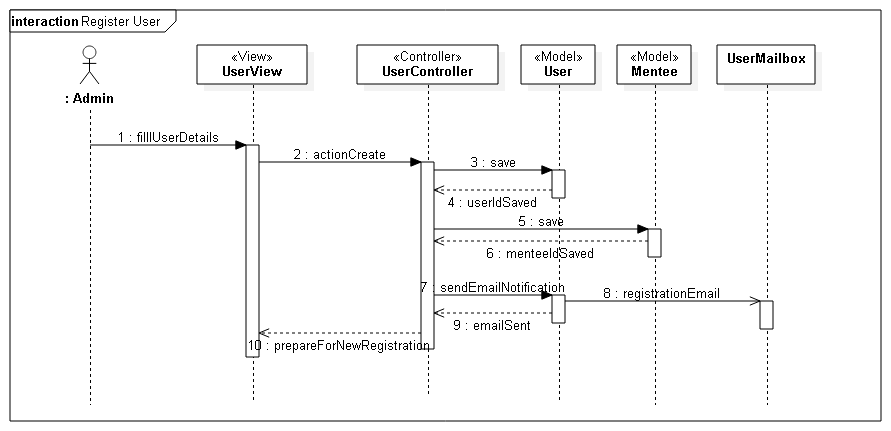 interaction Register User
: Admin
«View»
UserView
«Controller»
UserController
«Model»
User
«Model»
Mentee
UserMailbox
1 : filllUserDetails
2 : actionCreate
3 : save
4 : userIdSaved
5 : save
6 : menteeIdSaved
7 : sendEmailNotification
8 : registrationEmail
9 : emailSent
10 : prepareForNewRegistration